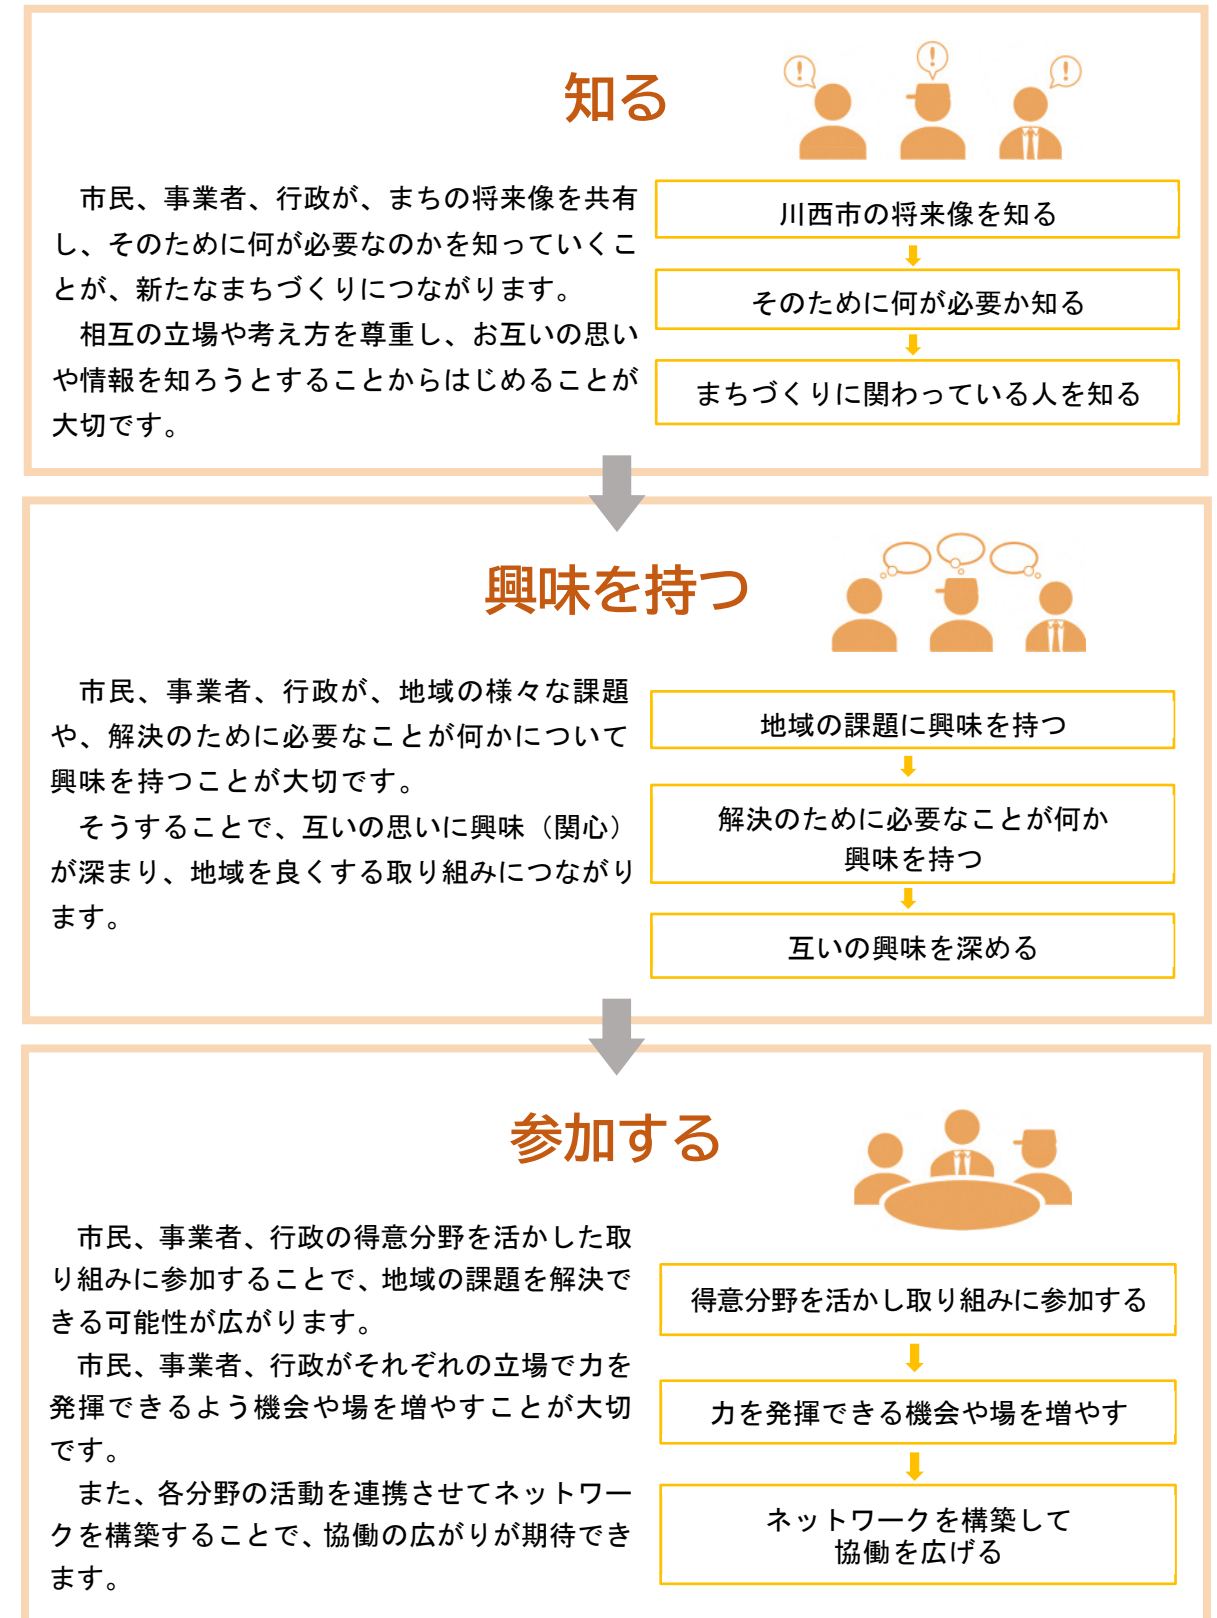 知る
! ! !
市民、事業者、行政が、まちの将来像を共有
し、そのために何が必要なのかを知っていくこ
とが、新たなまちづくりにつながります。
相互の立場や考え方を尊重し、お互いの思い
や情報を知ろうとすることからはじめることが
大切です。
川西市の将来像を知る
そのために何が必要か知る
まちづくりに関わっている人を知る
興味を持つ
市民、事業者、行政が、地域の様々な課題
や、解決のために必要なことが何かについて
興味を持つことが大切です。
そうすることで、互いの思いに興味（関心）
が深まり、地域を良くする取り組みにつながり
ます。
地域の課題に興味を持つ
解決のために必要なことが何か
興味を持つ
互いの興味を深める
参加する
市民、事業者、行政の得意分野を活かした取
り組みに参加することで、地域の課題を解決で
きる可能性が広がります。
市民、事業者、行政がそれぞれの立場で力を
発揮できるよう機会や場を増やすことが大切
です。
また、各分野の活動を連携させてネットワー
クを構築することで、協働の広がりが期待でき
ます。
得意分野を活かし取り組みに参加する
力を発揮できる機会や場を増やす
ネットワークを構築して
協働を広げる